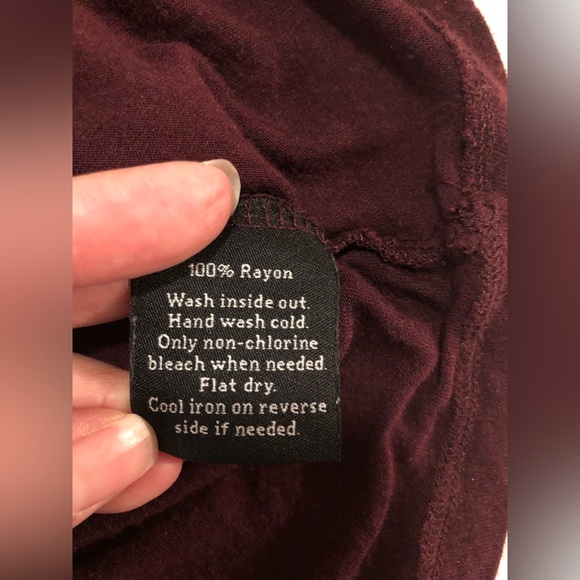 100% Rayon
Wash inside out.
Hand wash cold.
Only non-chlorine
bleach when needed.
Flat dry.
Cool iron on reverse
side if needed.